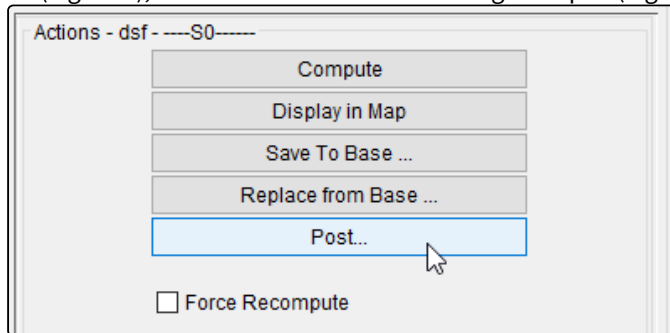 Actions - dsf - ----S0------
Compute
Display in Map
Save To Base ...
Replace from Base ...
Post...
Force Recompute